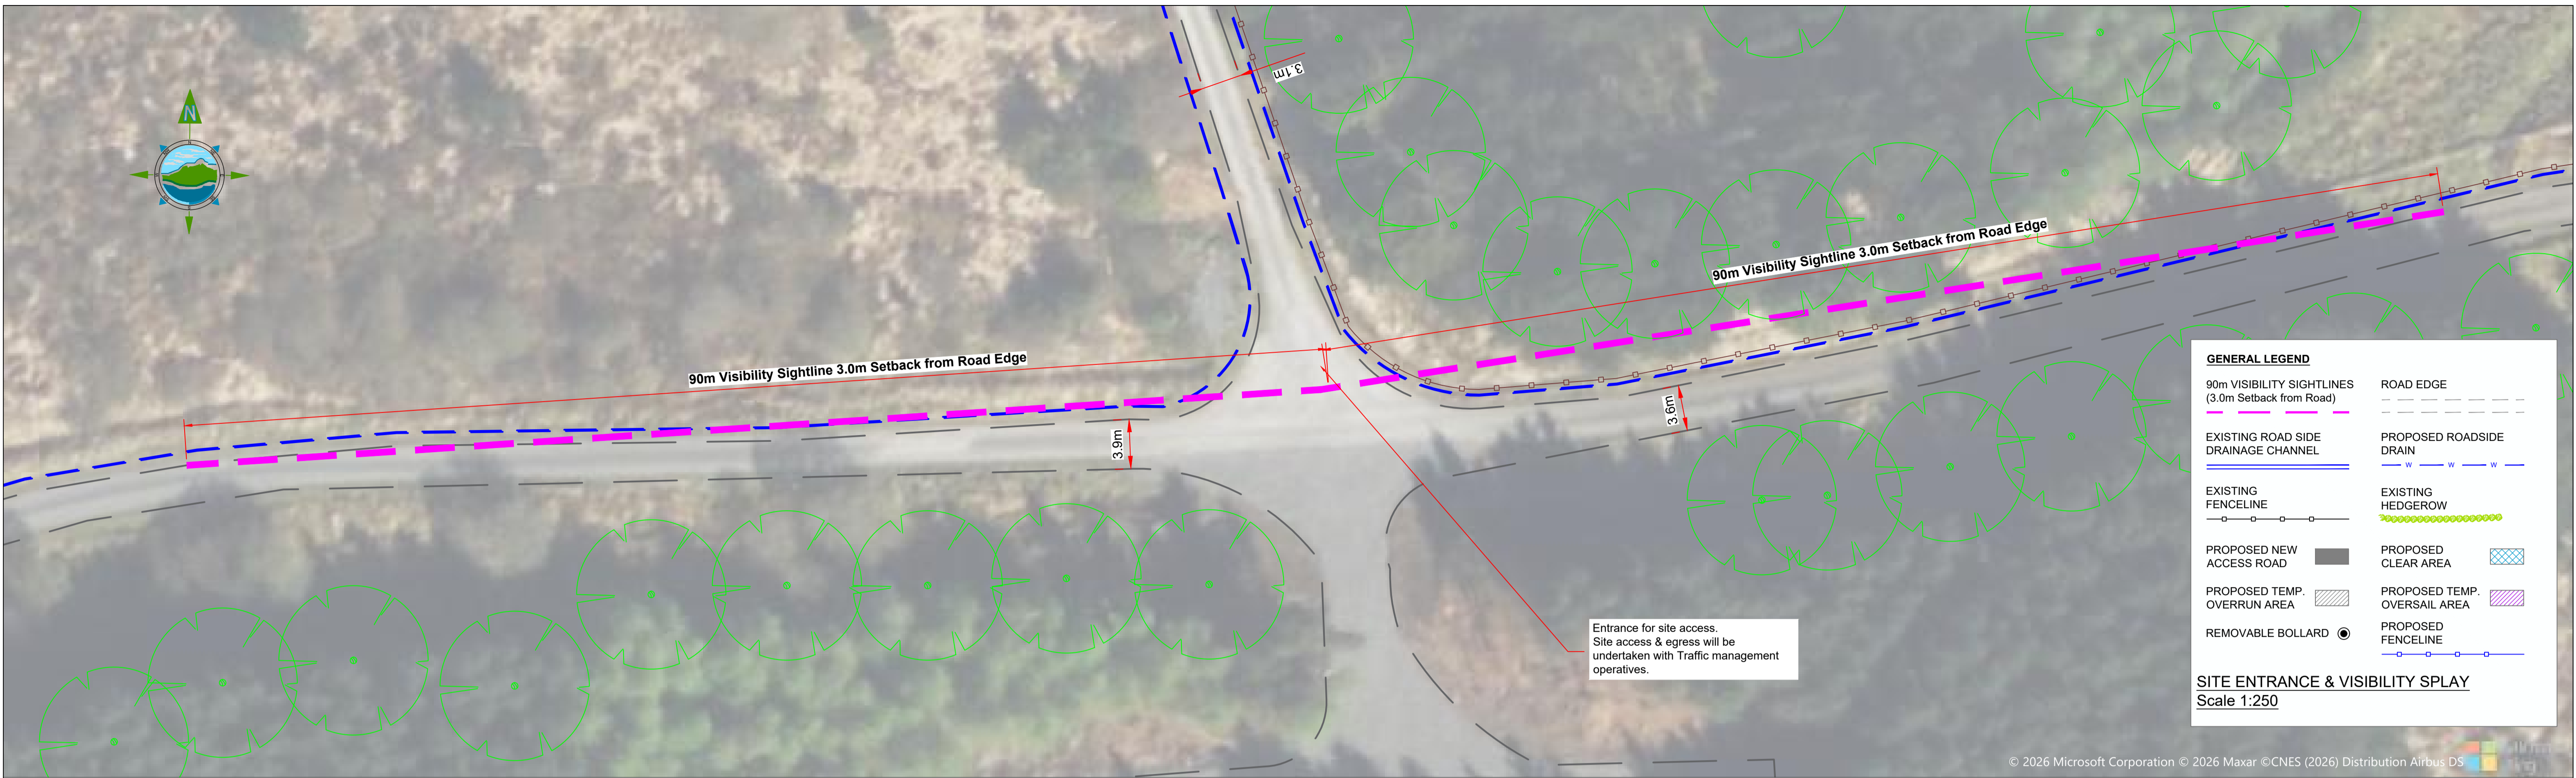 N
3.1m
90m Visibility Sightline 3.0m Setback from Road Edge
90m Visibility Sightline 3.0m Setback from Road Edge
3.9m
3.6m
Entrance for site access.
Site access & egress will be
undertaken with Traffic management
operatives.
GENERAL LEGEND
90m VISIBILITY SIGHTLINES
(3.0m Setback from Road)
ROAD EDGE
EXISTING ROAD SIDE
DRAINAGE CHANNEL
PROPOSED ROADSIDE
DRAIN
W W W
EXISTING
FENCELINE
EXISTING
HEDGEROW
PROPOSED NEW
ACCESS ROAD
PROPOSED
CLEAR AREA
PROPOSED TEMP.
OVERRUN AREA
PROPOSED TEMP.
OVERSAIL AREA
REMOVABLE BOLLARD
PROPOSED
FENCELINE
SITE ENTRANCE & VISIBILITY SPLAY
Scale 1:250
© 2026 Microsoft Corporation © 2026 Maxar ©CNES (2026) Distribution Airbus DS